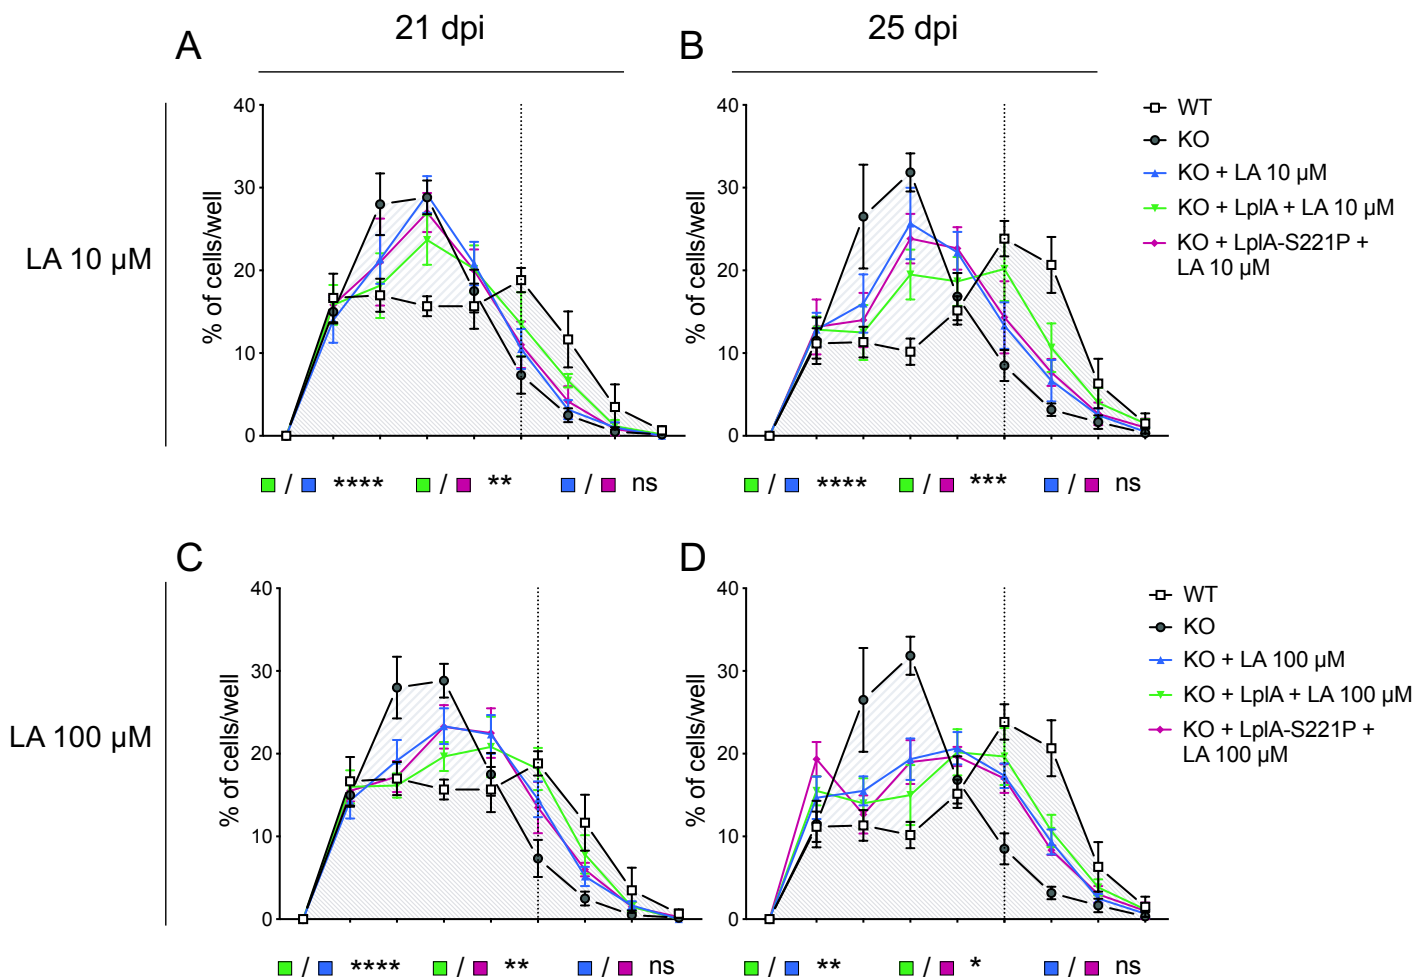 21 dpi
25 dpi
A
B
LA 10 µM
% of cells/well
40
30
20
10
0
% of cells/well
40
30
20
10
0
WT
KO
KO + LA 10 µM
KO + LplA + LA 10 µM
KO + LplA-S221P +
LA 10 µM
/ **** / ** / ns
/ **** / *** / ns
C
D
LA 100 µM
% of cells/well
40
30
20
10
0
% of cells/well
40
30
20
10
0
WT
KO
KO + LA 100 µM
KO + LplA + LA 100 µM
KO + LplA-S221P +
LA 100 µM
/ **** / ** / ns
/ ** / * / ns